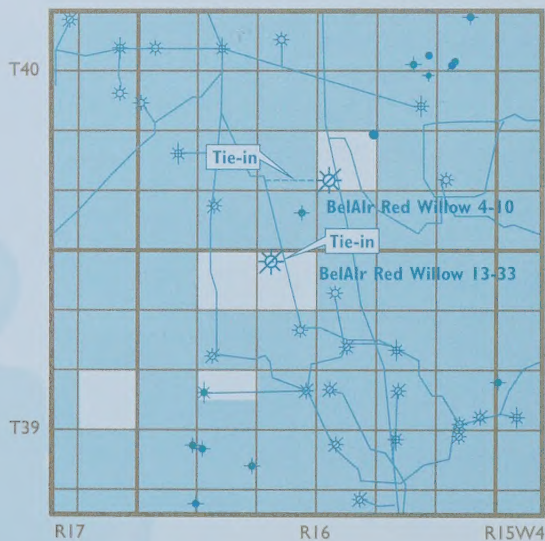 T40
Tie-in
BelAIr Red Willow 4-10
Tie-in
BelAIr Red Willow 13-33
T39
R17
R16
R15W4